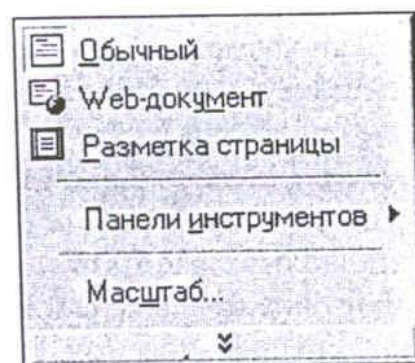 Обычный
Web-документ
Разметка страницы
Панели инструментов
Масштаб...